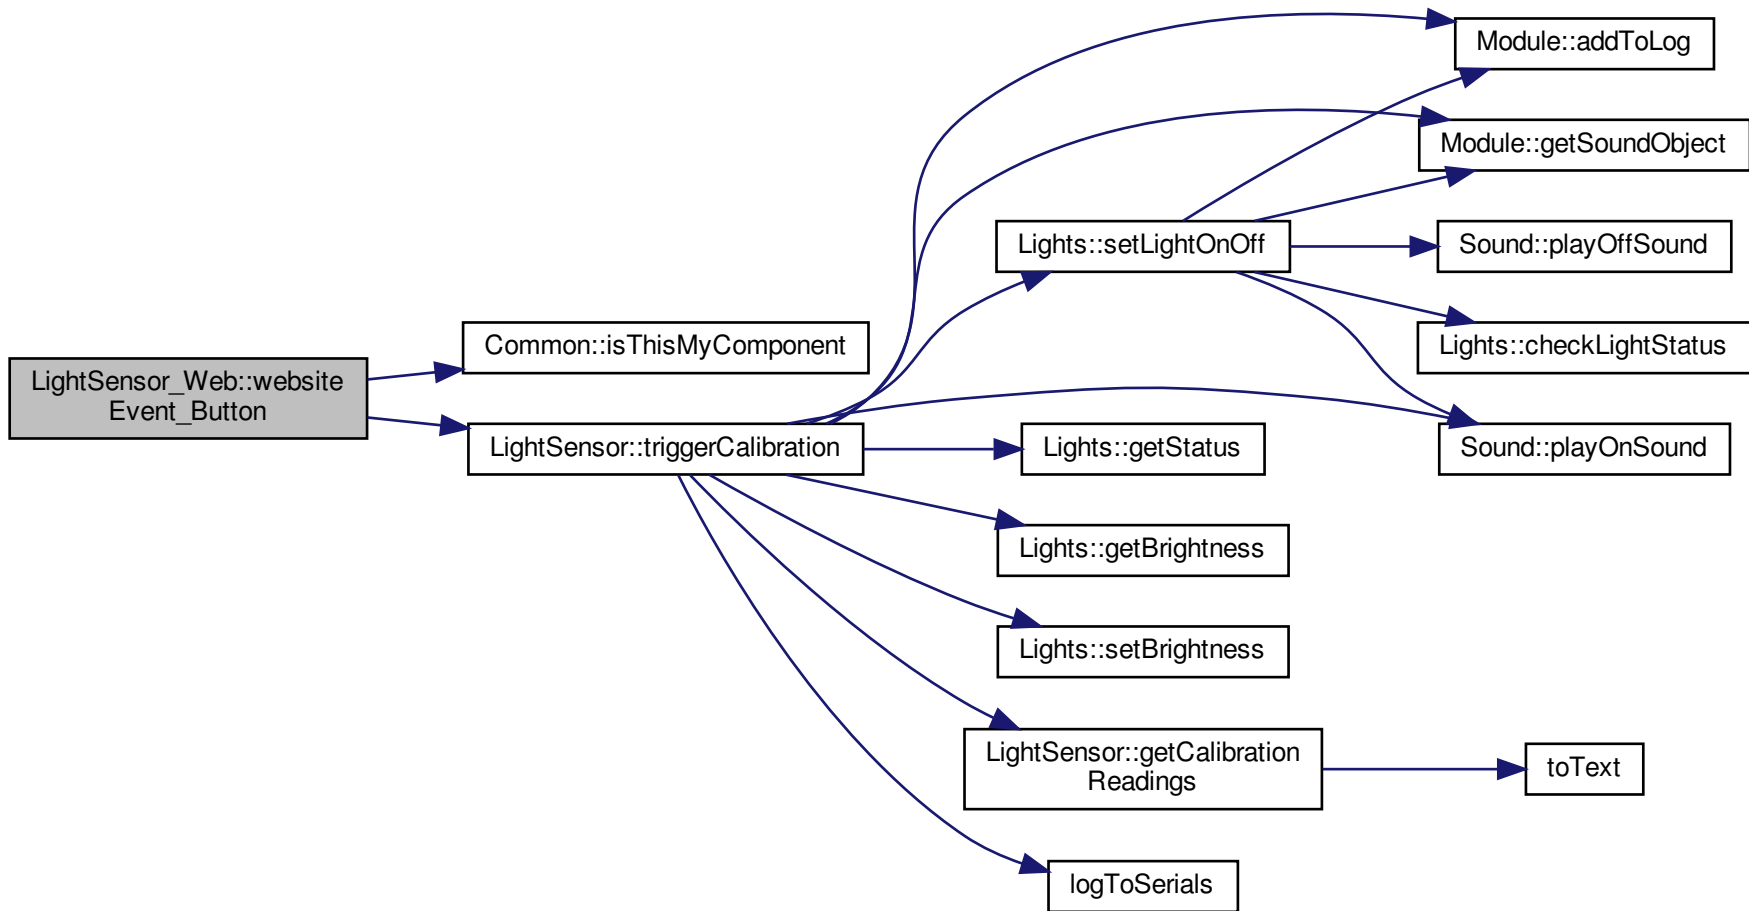 Module::addToLog
Module::getSoundObject
Lights::setLightOnOff
Sound::playOffSound
Common::isThisMyComponent
Lights::checkLightStatus
LightSensor_Web::website
Event_Button
LightSensor::triggerCalibration
Lights::getStatus
Sound::playOnSound
Lights::getBrightness
Lights::setBrightness
LightSensor::getCalibration
Readings
toText
logToSerials